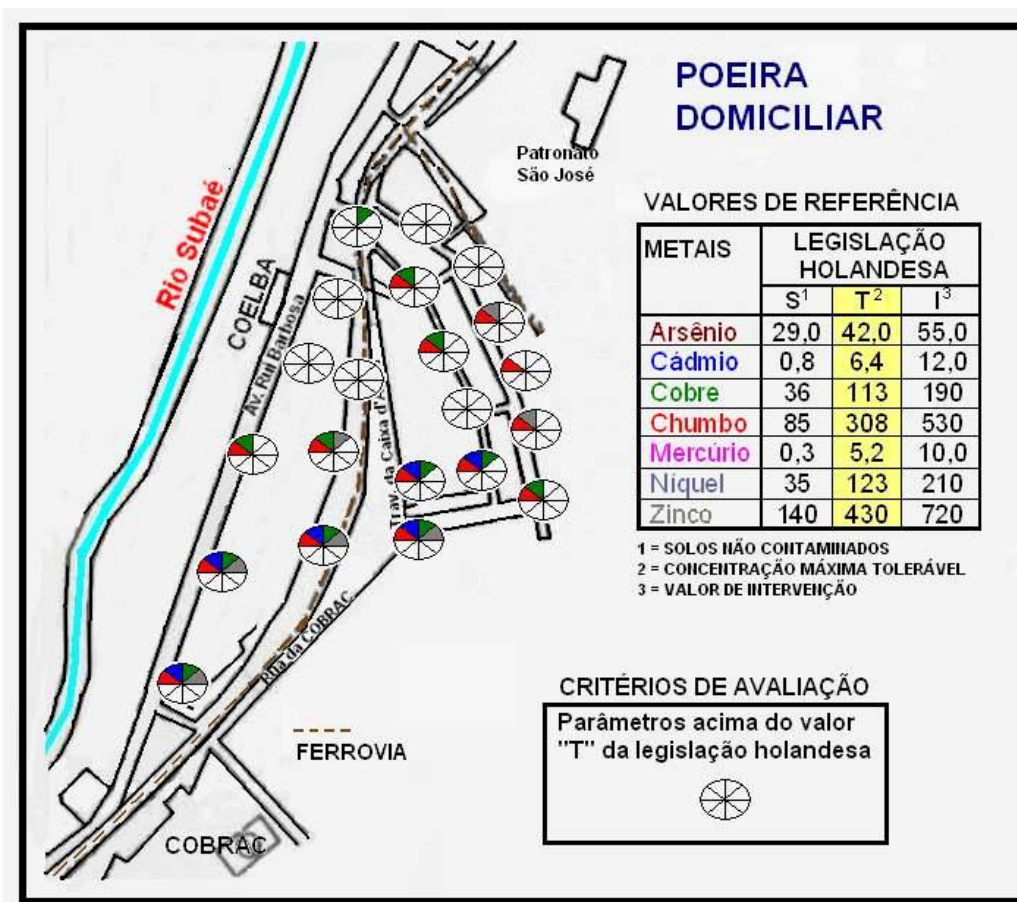 POEIRA
DOMICILIAR
Patronato
São José
VALORES DE REFERÊNCIA
METAIS LEGISLAÇÃO
HOLANDESA
S¹ T² I³
Arsênio 29,0 42,0 55,0
Cádmio 0,8 6,4 12,0
Cobre 36 113 190
Chumbo 85 308 530
Mercúrio 0,3 5,2 10,0
Níquel 35 123 210
Zinco 140 430 720
1 = SOLOS NÃO CONTAMINADOS
2 = CONCENTRAÇÃO MÁXIMA TOLERÁVEL
3 = VALOR DE INTERVENÇÃO
Rio Subaé
COELBA
Av. Rui Barbosa
Trav. da Caixa d'A
Rua da COBRAC
FERROVIA
COBRAC
CRITÉRIOS DE AVALIAÇÃO
Parâmetros acima do valor
"T" da legislação holandesa